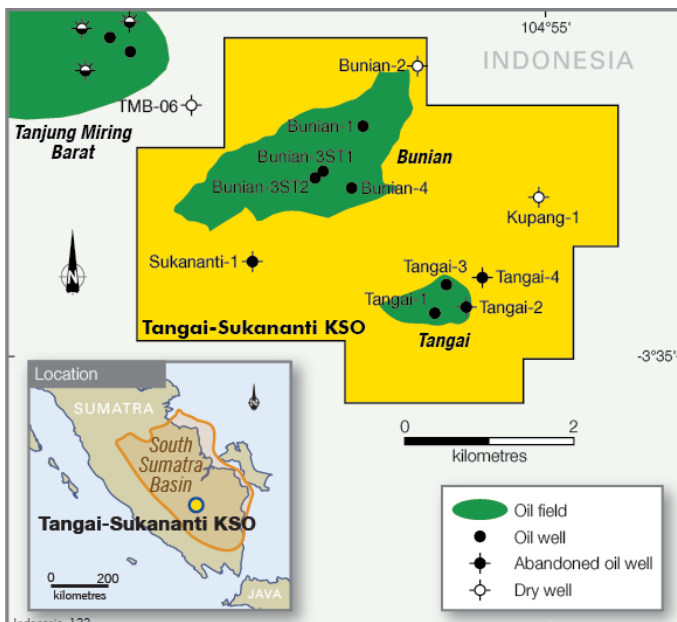 104°55'
INDONESIA
Bunian-2
TMB-06
Tanjung Miring
Barat
Bunian-1
Bunian-3ST1
Bunian
Bunian-3ST2
Bunian-4
Kupang-1
Sukananti-1
Tangai-3
Tangai-4
Tangai-1
Tangai-2
Tangai-Sukananti KSO
Tangai
-3°35'
N
0 2
kilometres
Location
SUMATRA
South
Sumatra
Basin
Tangai-Sukananti KSO
0 200
kilometres
JAVA
Oil field
Oil well
Abandoned oil well
Dry well